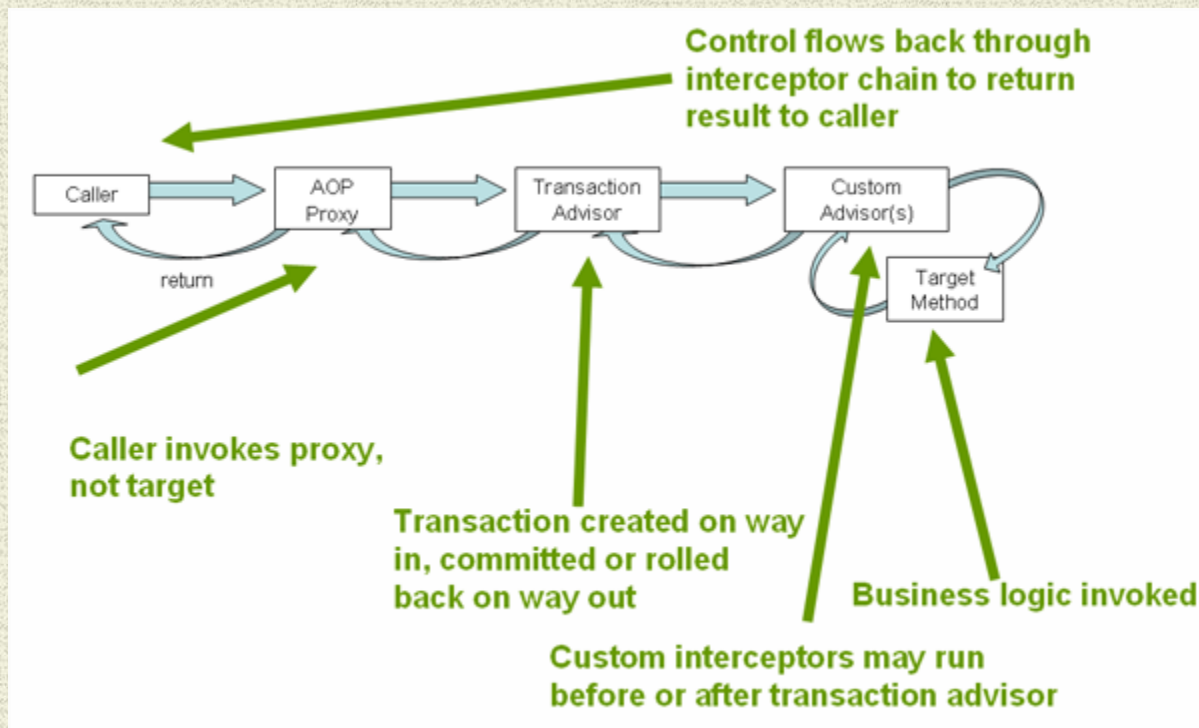 Control flows back through
interceptor chain to return
result to caller
Caller
AOP
Proxy
Transaction
Advisor
Custom
Advisor(s)
return
Target
Method
Caller invokes proxy,
not target
Transaction created on way
in, committed or rolled
back on way out
Business logic invoked
Custom interceptors may run
before or after transaction advisor